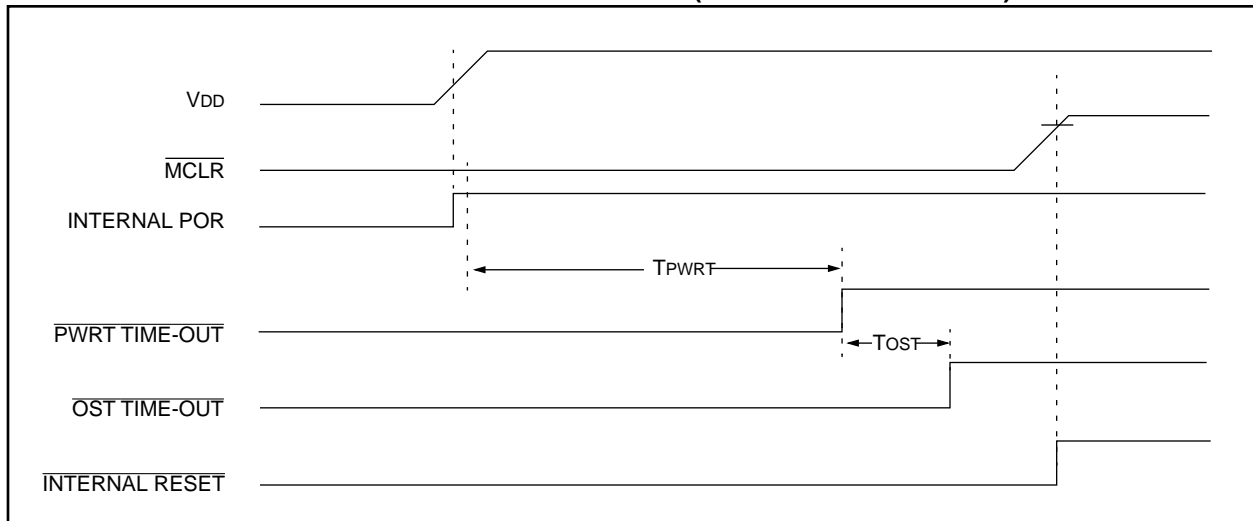 VDD
MCLR
INTERNAL POR
TPWRT
PWRT TIME-OUT
TOST
OST TIME-OUT
INTERNAL RESET